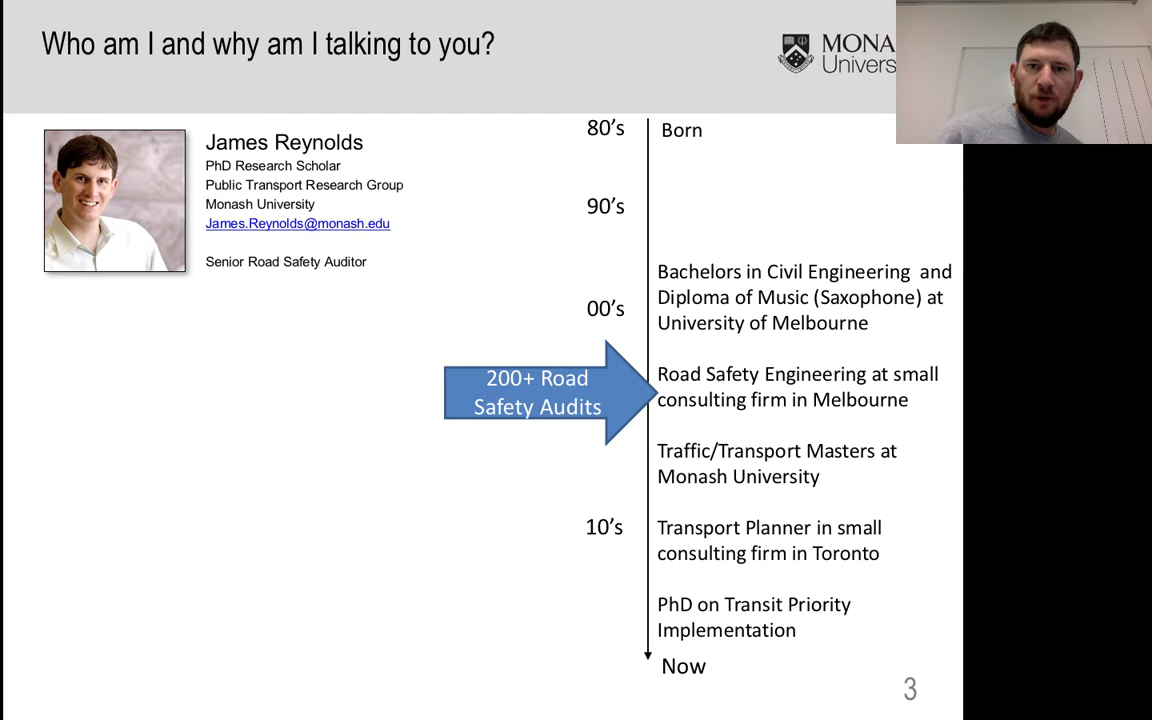 Who am I and why am I talking to you?
MONA
Univers
James Reynolds
PhD Research Scholar
Public Transport Research Group
Monash University
James.Reynolds@monash.edu
Senior Road Safety Auditor
80's
Born
90's
Bachelors in Civil Engineering and
Diploma of Music (Saxophone) at
University of Melbourne
00's
200+ Road
Safety Audits
Road Safety Engineering at small
consulting firm in Melbourne
Traffic/Transport Masters at
Monash University
10's
Transport Planner in small
consulting firm in Toronto
PhD on Transit Priority
Implementation
Now
3